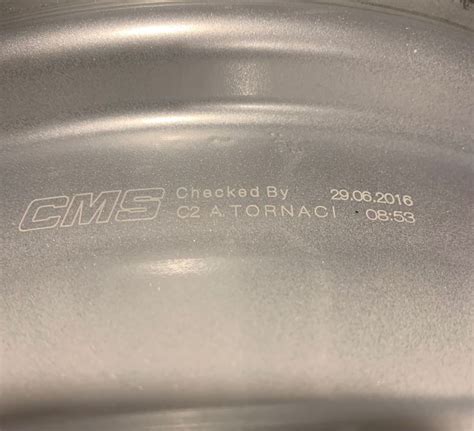 CMS Checked By 29.06.2016
C2 A.TORNACI 08:53